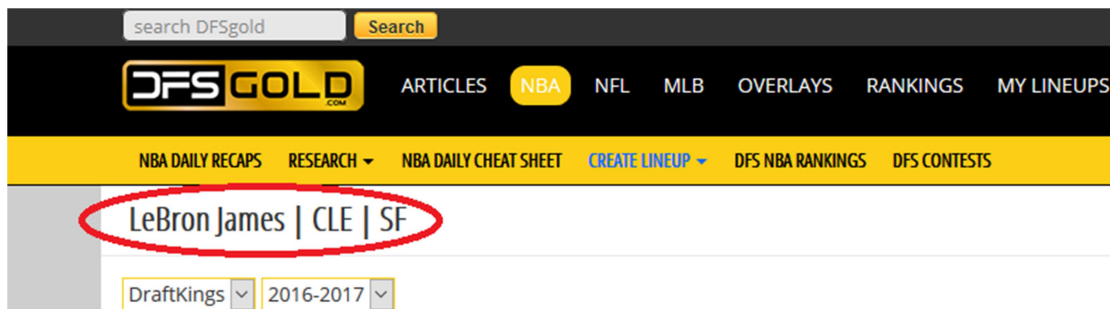 search DFSgold Search
DFSGOLD .COM ARTICLES NBA NFL MLB OVERLAYS RANKINGS MY LINEUPS
NBA DAILY RECAPS RESEARCH NBA DAILY CHEAT SHEET CREATE LINEUP DFS NBA RANKINGS DFS CONTESTS
LeBron James | CLE | SF
DraftKings 2016-2017